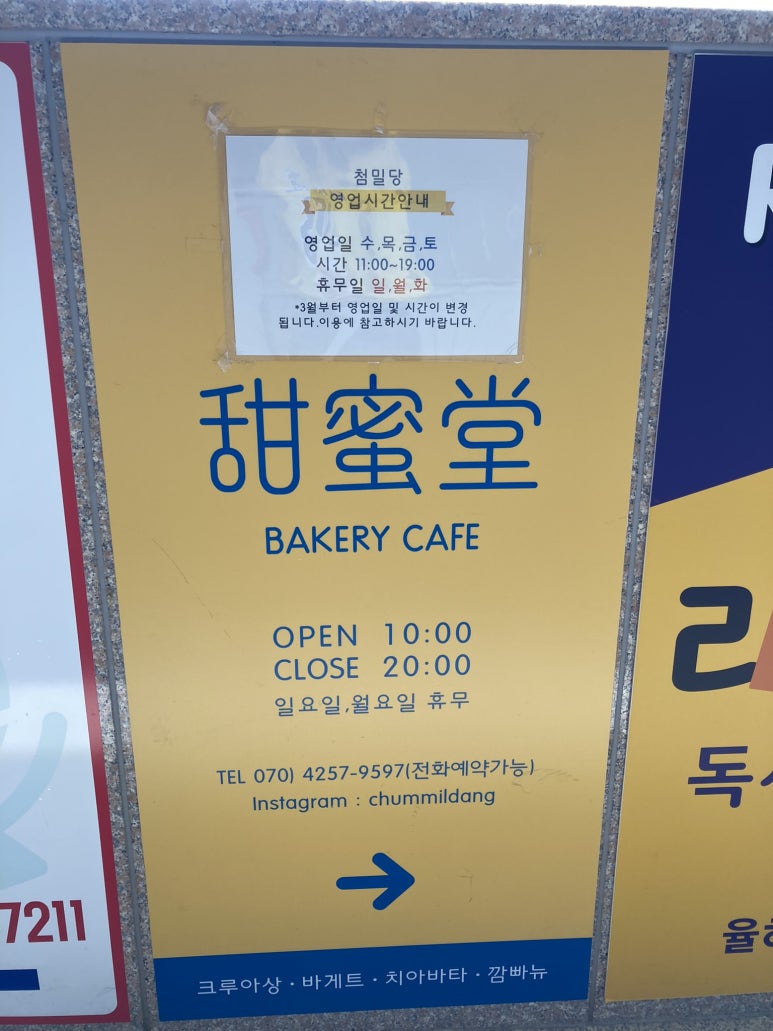 첨밀당
영업시간안내
영업일 수,목,금,토
시간 11:00~19:00
휴무일 일,월,화
*3월부터 영업일 및 시간이 변경
됩니다.이용에 참고하시기 바랍니다.
甜蜜堂
BAKERY CAFE
OPEN 10:00
CLOSE 20:00
일요일,월요일 휴무
TEL 070) 4257-9597(전화예약가능)
Instagram : chummildang
크루아상·바게트·치아바타·깜빠뉴
7211